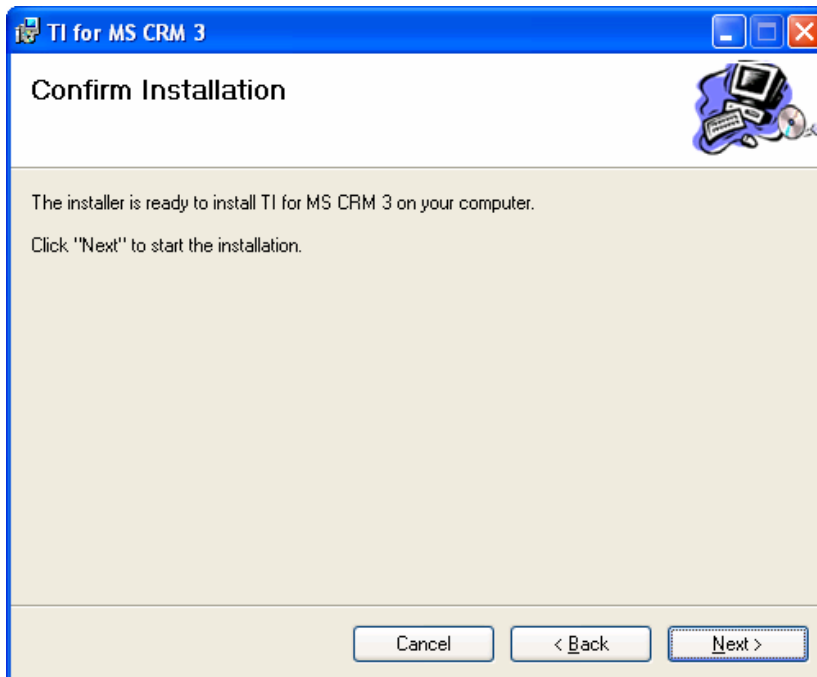 TI for MS CRM 3
Confirm Installation
The installer is ready to install TI for MS CRM 3 on your computer.
Click "Next" to start the installation.
Cancel
< Back
Next >